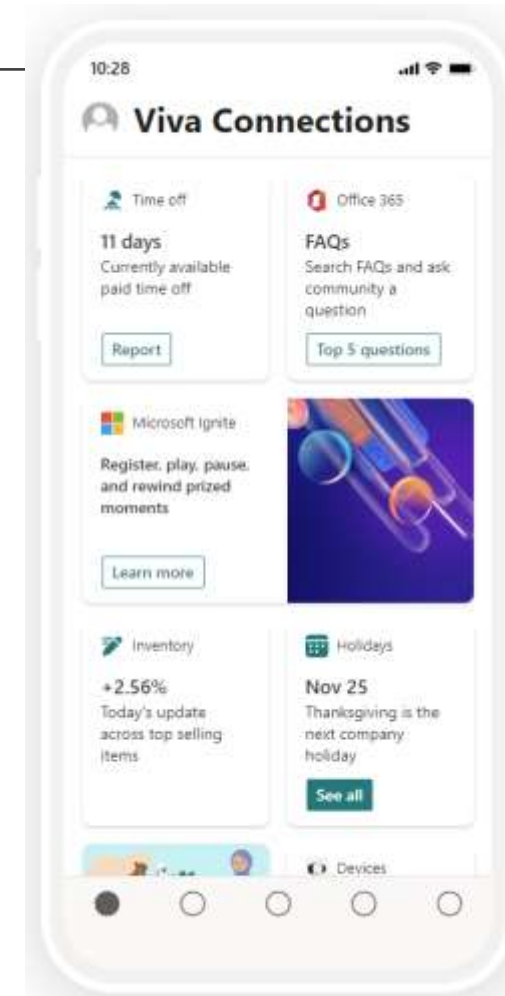 10:28
Viva Connections
Time off
11 days
Currently available
paid time off
Report
Office 365
FAQs
Search FAQs and ask
community a
question
Top 5 questions
Microsoft Ignite
Register, play, pause,
and rewind prized
moments
Learn more
Inventory
+2.56%
Today's update
across top selling
items
Holidays
Nov 25
Thanksgiving is the
next company
holiday
See all
Devices